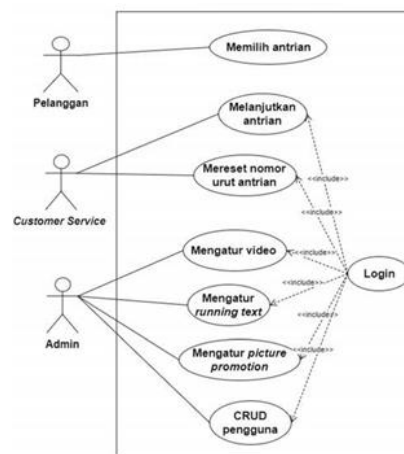 Memilih antrian
Pelanggan
Melanjutkan
antrian
Mereset nomor
urut antrian
<<include>>
<<include>>
Customer Service
Mengatur video
<<include>>
Login
Mengatur
running text
<<include>>
Admin
Mengatur picture
promotion
<<include>>
CRUD
pengguna